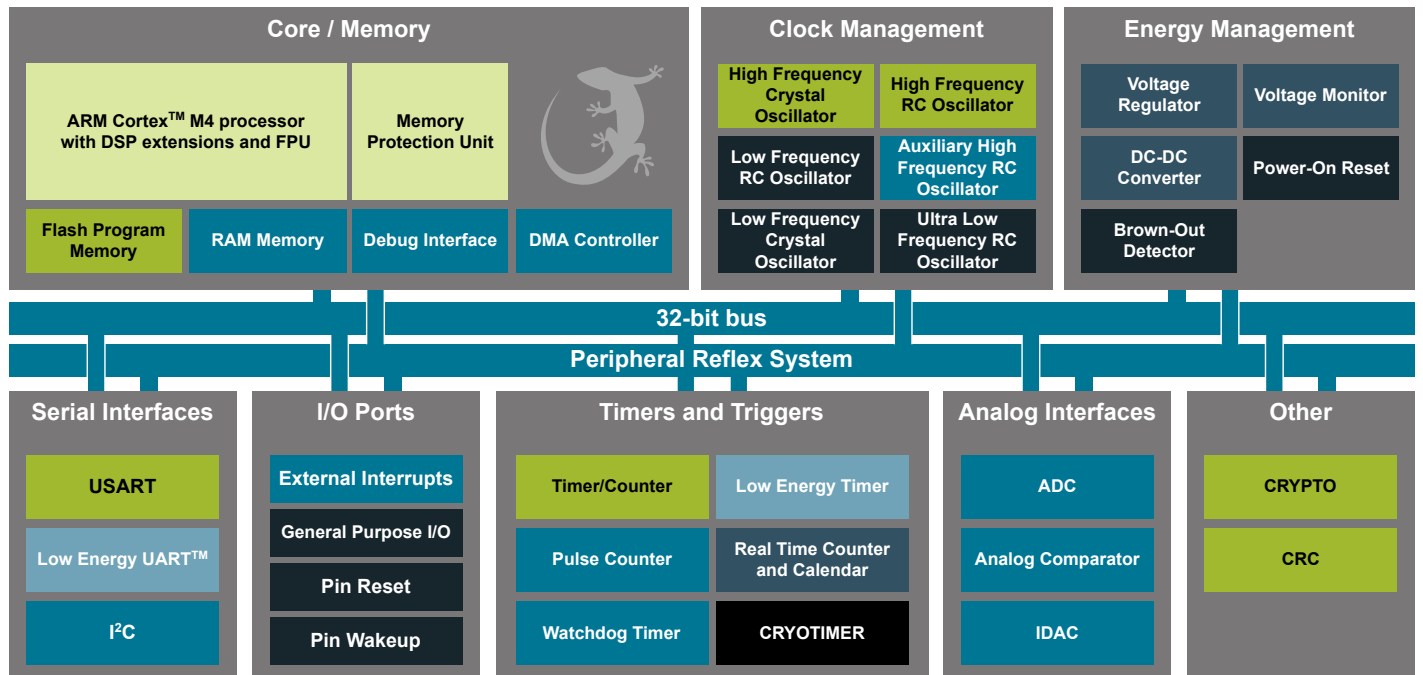 Core / Memory
ARM Cortex™ M4 processor
with DSP extensions and FPU
Memory
Protection Unit
Flash Program
Memory
RAM Memory
Debug Interface
DMA Controller
Clock Management
High Frequency
Crystal
Oscillator
High Frequency
RC Oscillator
Low Frequency
RC Oscillator
Auxiliary High
Frequency RC
Oscillator
Low Frequency
Crystal
Oscillator
Ultra Low
Frequency RC
Oscillator
Energy Management
Voltage
Regulator
Voltage Monitor
DC-DC
Converter
Power-On Reset
Brown-Out
Detector
32-bit bus
Peripheral Reflex System
Serial Interfaces
USART
Low Energy UART™
I²C
I/O Ports
External Interrupts
General Purpose I/O
Pin Reset
Pin Wakeup
Timers and Triggers
Timer/Counter
Low Energy Timer
Pulse Counter
Real Time Counter
and Calendar
Watchdog Timer
CRYOTIMER
Analog Interfaces
ADC
Analog Comparator
IDAC
Other
CRYPTO
CRC